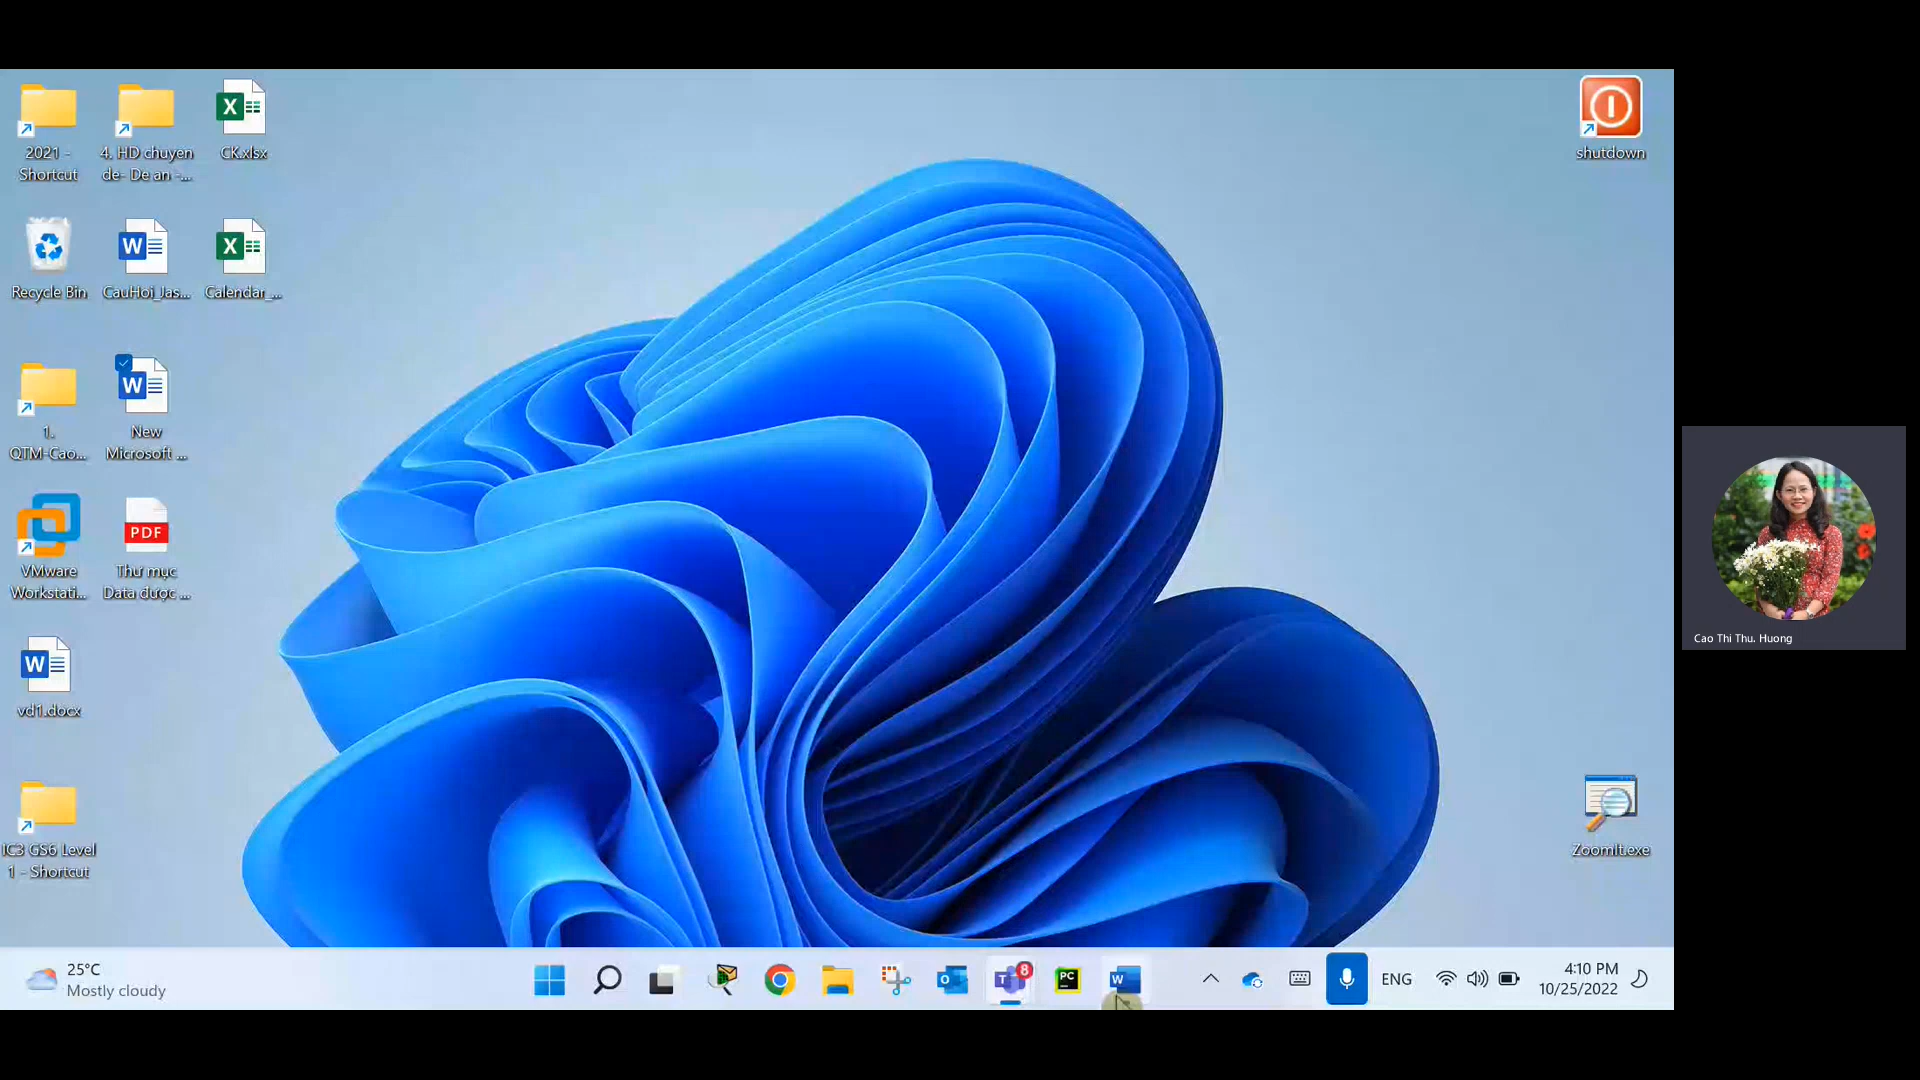 2021 -
Shortcut
4. HD chuyen
de- De an -...
CK.xlsx
shutdown
Recycle Bin
CauHoi_Jas...
Calendar_...
1.
QTM-Cao...
New
Microsoft ...
VMware
Workstati...
PDF
Thư mục
Data được ...
vd1.docx
IC3 GS6 Level
1 - Shortcut
ZoomIt.exe
Cao Thi Thu. Huong
25°C
Mostly cloudy
8
PC
ENG
4:10 PM
10/25/2022